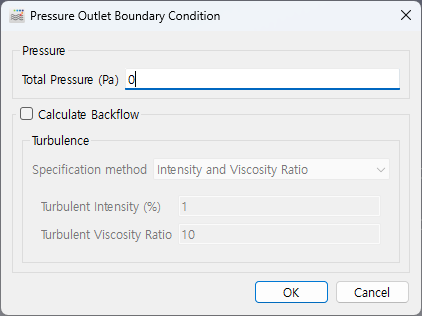 Pressure Outlet Boundary Condition
Pressure
Total Pressure (Pa) 0
Calculate Backflow
Turbulence
Specification method Intensity and Viscosity Ratio
Turbulent Intensity (%) 1
Turbulent Viscosity Ratio 10
OK Cancel